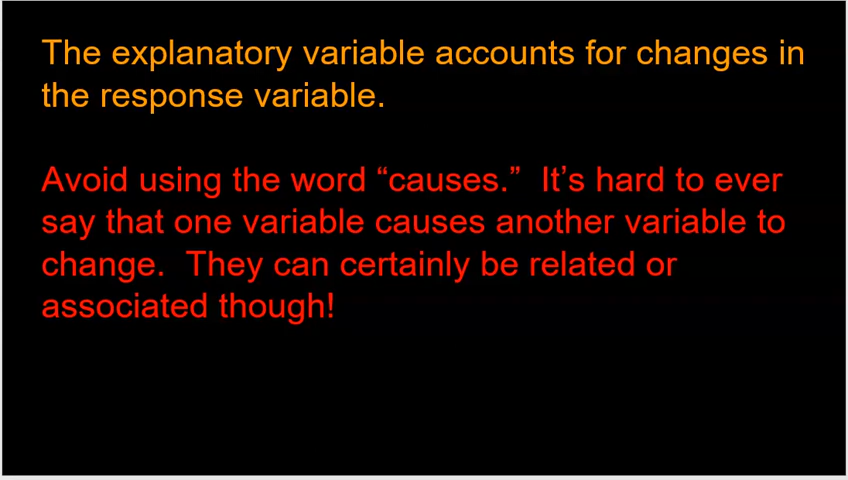 The explanatory variable accounts for changes in
the response variable.
Avoid using the word “causes.”  It’s hard to ever
say that one variable causes another variable to
change.  They can certainly be related or
associated though!